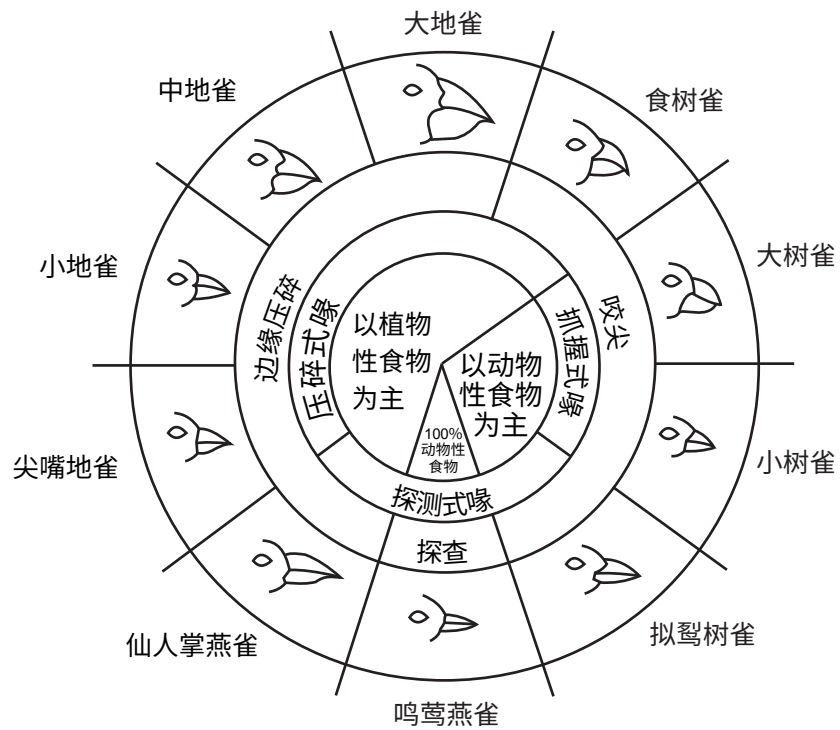 大地雀
中地雀
食树雀
小地雀
大树雀
边缘压碎
压碎式喙
抓握式喙
咬尖
以植物
性食物
为主
以动物
性食物
为主
100%
动物性
食物
尖嘴地雀
小树雀
探测式喙
探查
仙人掌燕雀
拟䴕树雀
鸣莺燕雀